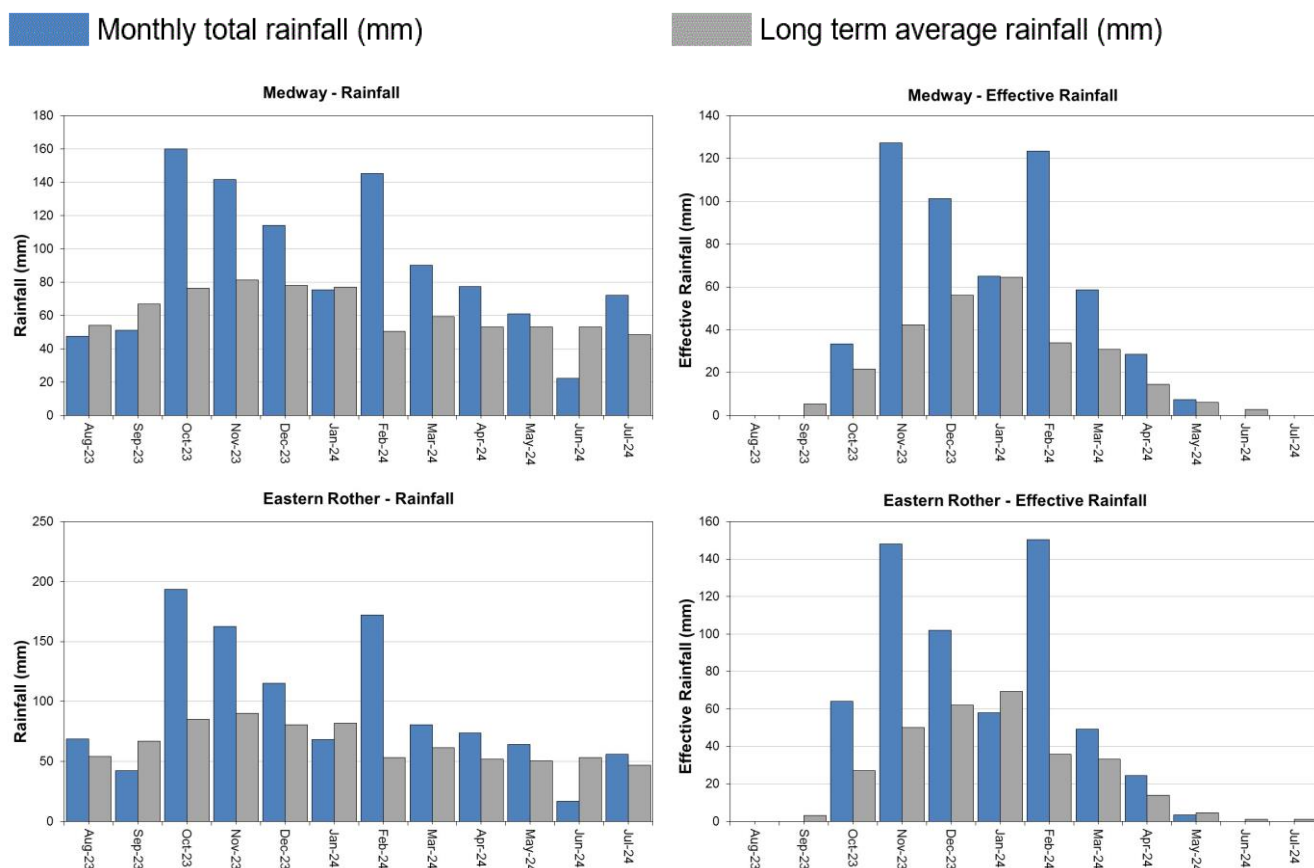 Monthly total rainfall (mm)
Long term average rainfall (mm)
Medway - Rainfall
Rainfall (mm)
180
160
140
120
100
80
60
40
20
0
Aug-23
Sep-23
Oct-23
Nov-23
Dec-23
Jan-24
Feb-24
Mar-24
Apr-24
May-24
Jun-24
Jul-24
Medway - Effective Rainfall
Effective Rainfall (mm)
140
120
100
80
60
40
20
0
Aug-23
Sep-23
Oct-23
Nov-23
Dec-23
Jan-24
Feb-24
Mar-24
Apr-24
May-24
Jun-24
Jul-24
Eastern Rother - Rainfall
Rainfall (mm)
250
200
150
100
50
0
Aug-23
Sep-23
Oct-23
Nov-23
Dec-23
Jan-24
Feb-24
Mar-24
Apr-24
May-24
Jun-24
Jul-24
Eastern Rother - Effective Rainfall
Effective Rainfall (mm)
160
140
120
100
80
60
40
20
0
Aug-23
Sep-23
Oct-23
Nov-23
Dec-23
Jan-24
Feb-24
Mar-24
Apr-24
May-24
Jun-24
Jul-24